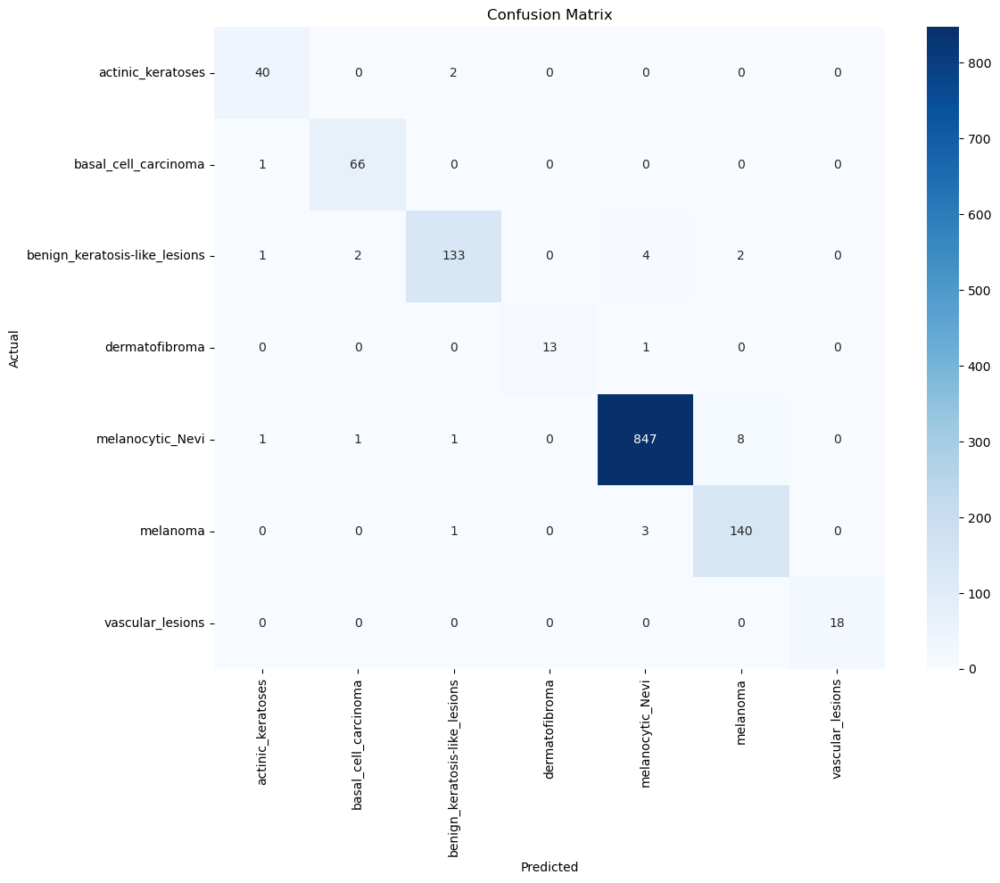 Confusion Matrix
actinic_keratoses 40 0 2 0 0 0 0
basal_cell_carcinoma 1 66 0 0 0 0 0
benign_keratosis-like_lesions 1 2 133 0 4 2 0
dermatofibroma 0 0 0 13 1 0 0
melanocytic_Nevi 1 1 1 0 847 8 0
melanoma 0 0 1 0 3 140 0
vascular_lesions 0 0 0 0 0 0 18
Actual
actinic_keratoses
basal_cell_carcinoma
benign_keratosis-like_lesions
dermatofibroma
melanocytic_Nevi
melanoma
vascular_lesions
Predicted
800
700
600
500
400
300
200
100
0